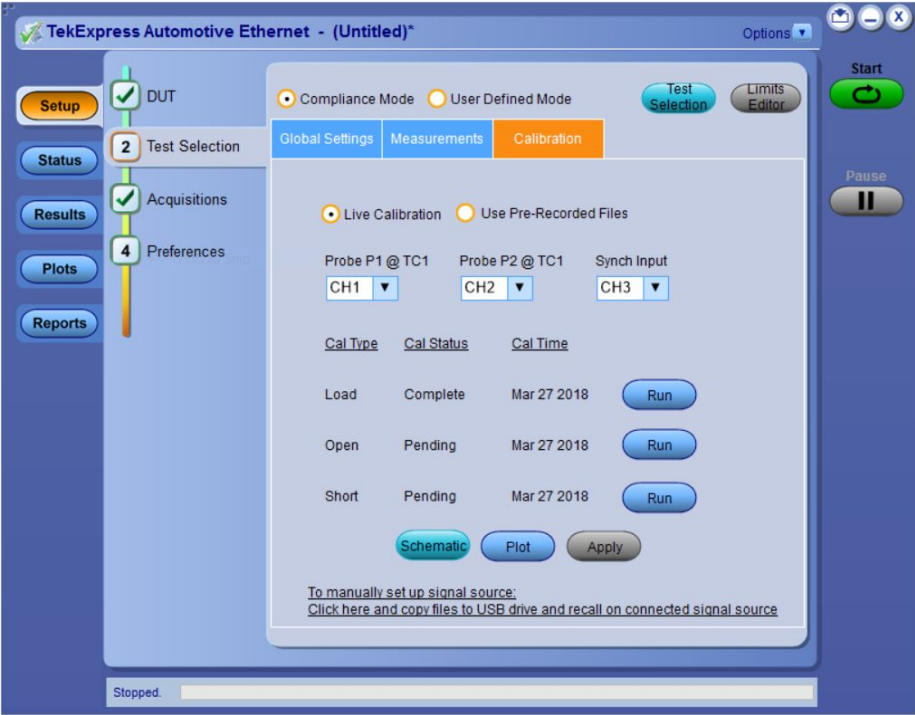 TekExpress Automotive Ethernet - (Untitled)*
Options
Start
Pause
Setup
Status
Results
Plots
Reports
DUT
2 Test Selection
Acquisitions
4 Preferences
Compliance Mode User Defined Mode
Test Selection
Limits Editor
Global Settings Measurements Calibration
Live Calibration Use Pre-Recorded Files
Probe P1 @ TC1 Probe P2 @ TC1 Synch Input
CH1 CH2 CH3
Cal Type Cal Status Cal Time
Load Complete Mar 27 2018 Run
Open Pending Mar 27 2018 Run
Short Pending Mar 27 2018 Run
Schematic Plot Apply
To manually set up signal source:
Click here and copy files to USB drive and recall on connected signal source
Stopped.